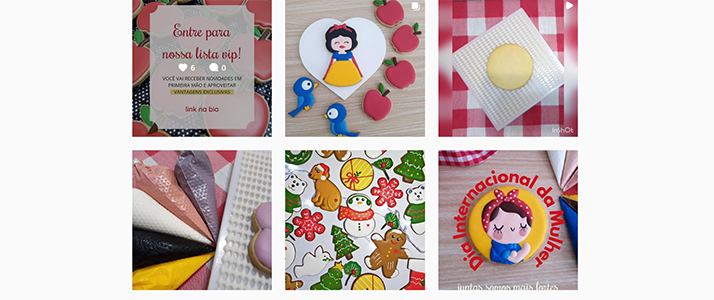 Entre para
nossa lista vip!
6 0
VOCÊ VAI RECEBER NOVIDADES EM
PRIMEIRA MÃO E APROVEITAR
VANTAGENS EXCLUSIVAS
link na bio
InShOt
Dia Internacional da Mulher
juntas somos mais fortes